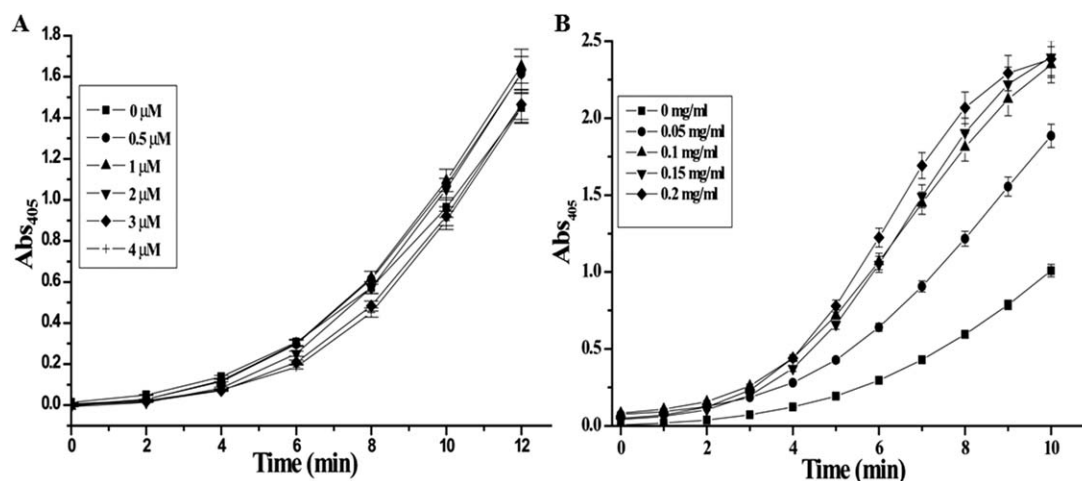 A
Abs405
1.8
1.6
1.4
1.2
1.0
0.8
0.6
0.4
0.2
0.0
0 μM
0.5 μM
1 μM
2 μM
3 μM
4 μM
0
2
4
6
8
10
12
Time (min)
B
Abs405
2.5
2.0
1.5
1.0
0.5
0.0
0 mg/ml
0.05 mg/ml
0.1 mg/ml
0.15 mg/ml
0.2 mg/ml
0
2
4
6
8
10
Time (min)